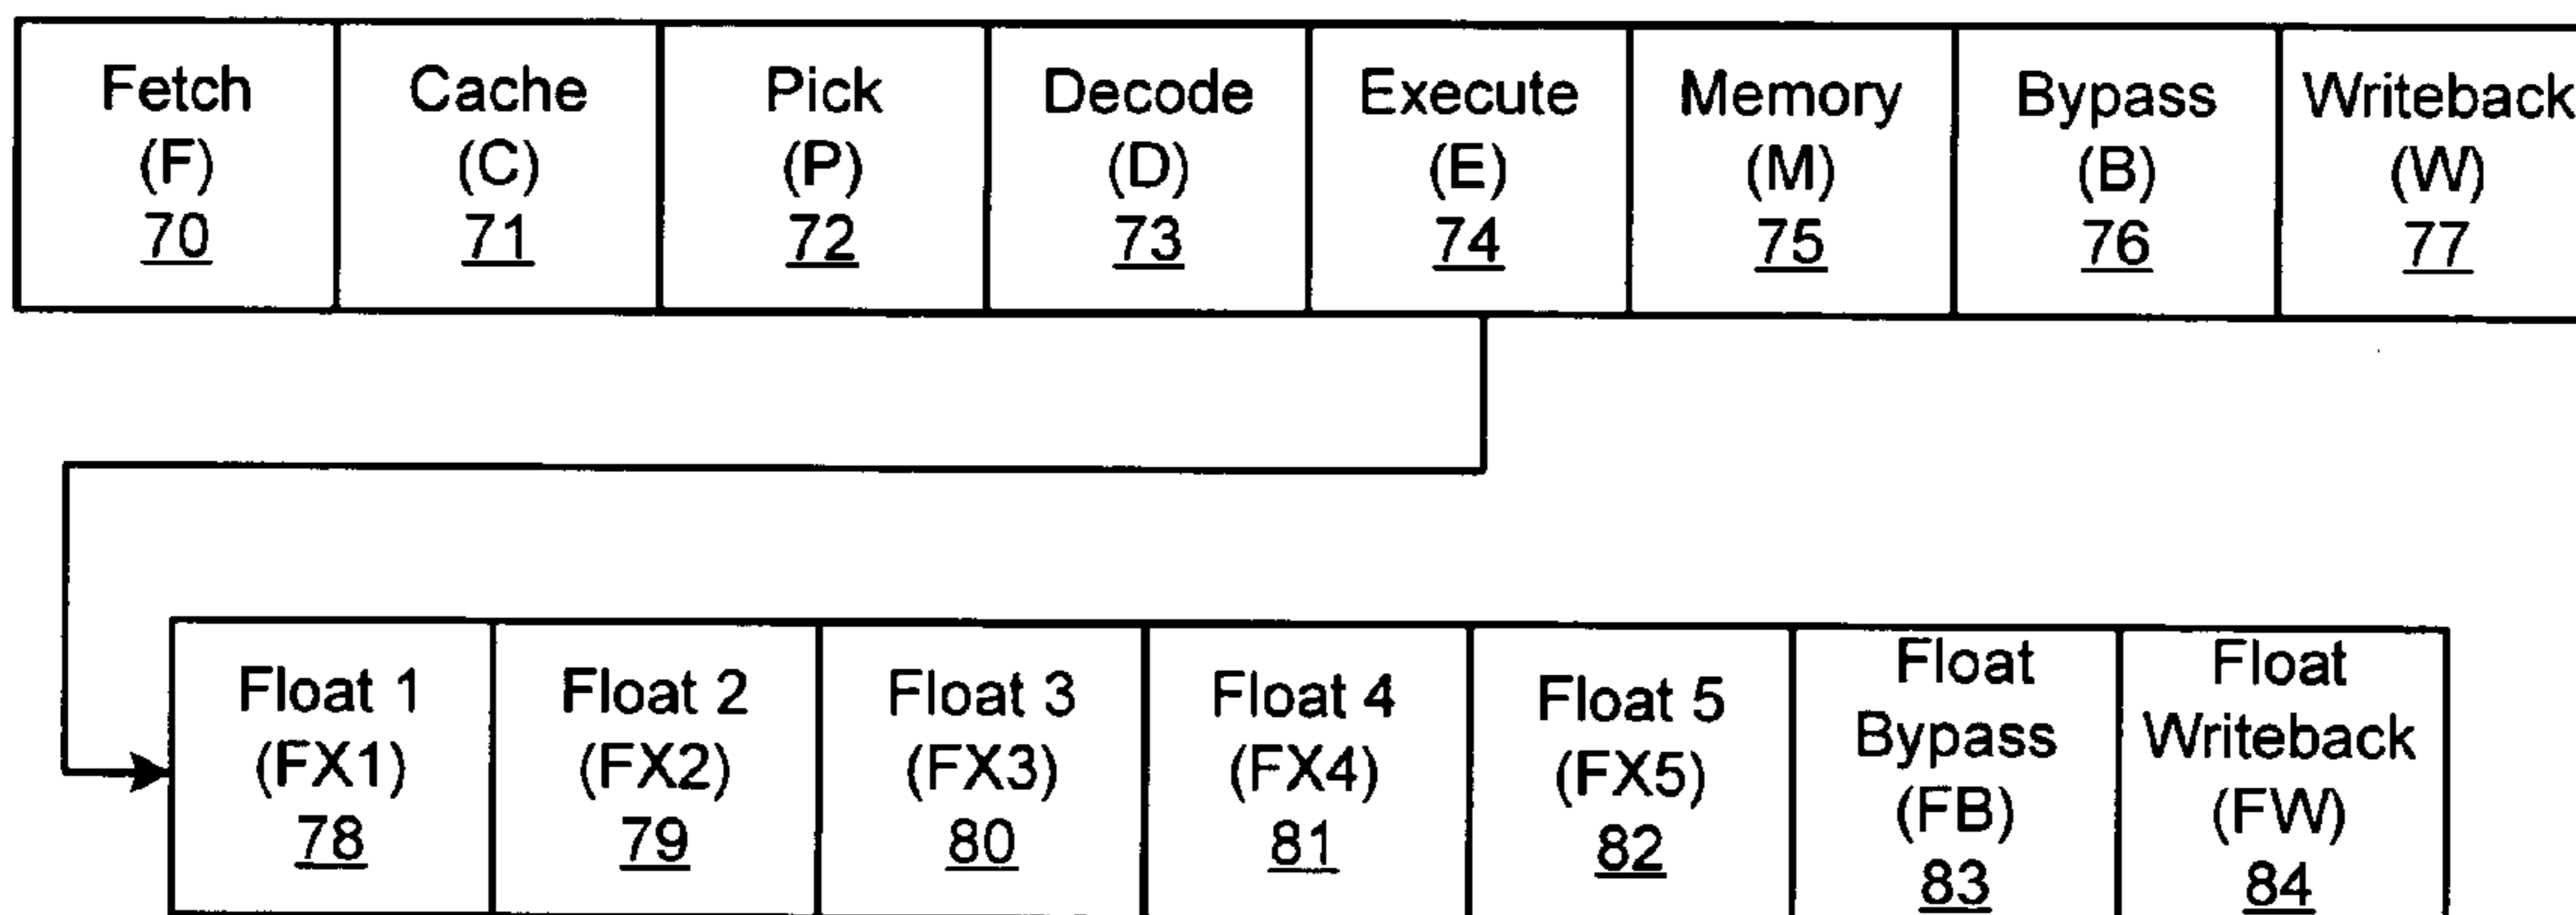 Fetch
(F)
70
Cache
(C)
71
Pick
(P)
72
Decode
(D)
73
Execute
(E)
74
Memory
(M)
75
Bypass
(B)
76
Writeback
(W)
77
Float 1
(FX1)
78
Float 2
(FX2)
79
Float 3
(FX3)
80
Float 4
(FX4)
81
Float 5
(FX5)
82
Float
Bypass
(FB)
83
Float
Writeback
(FW)
84